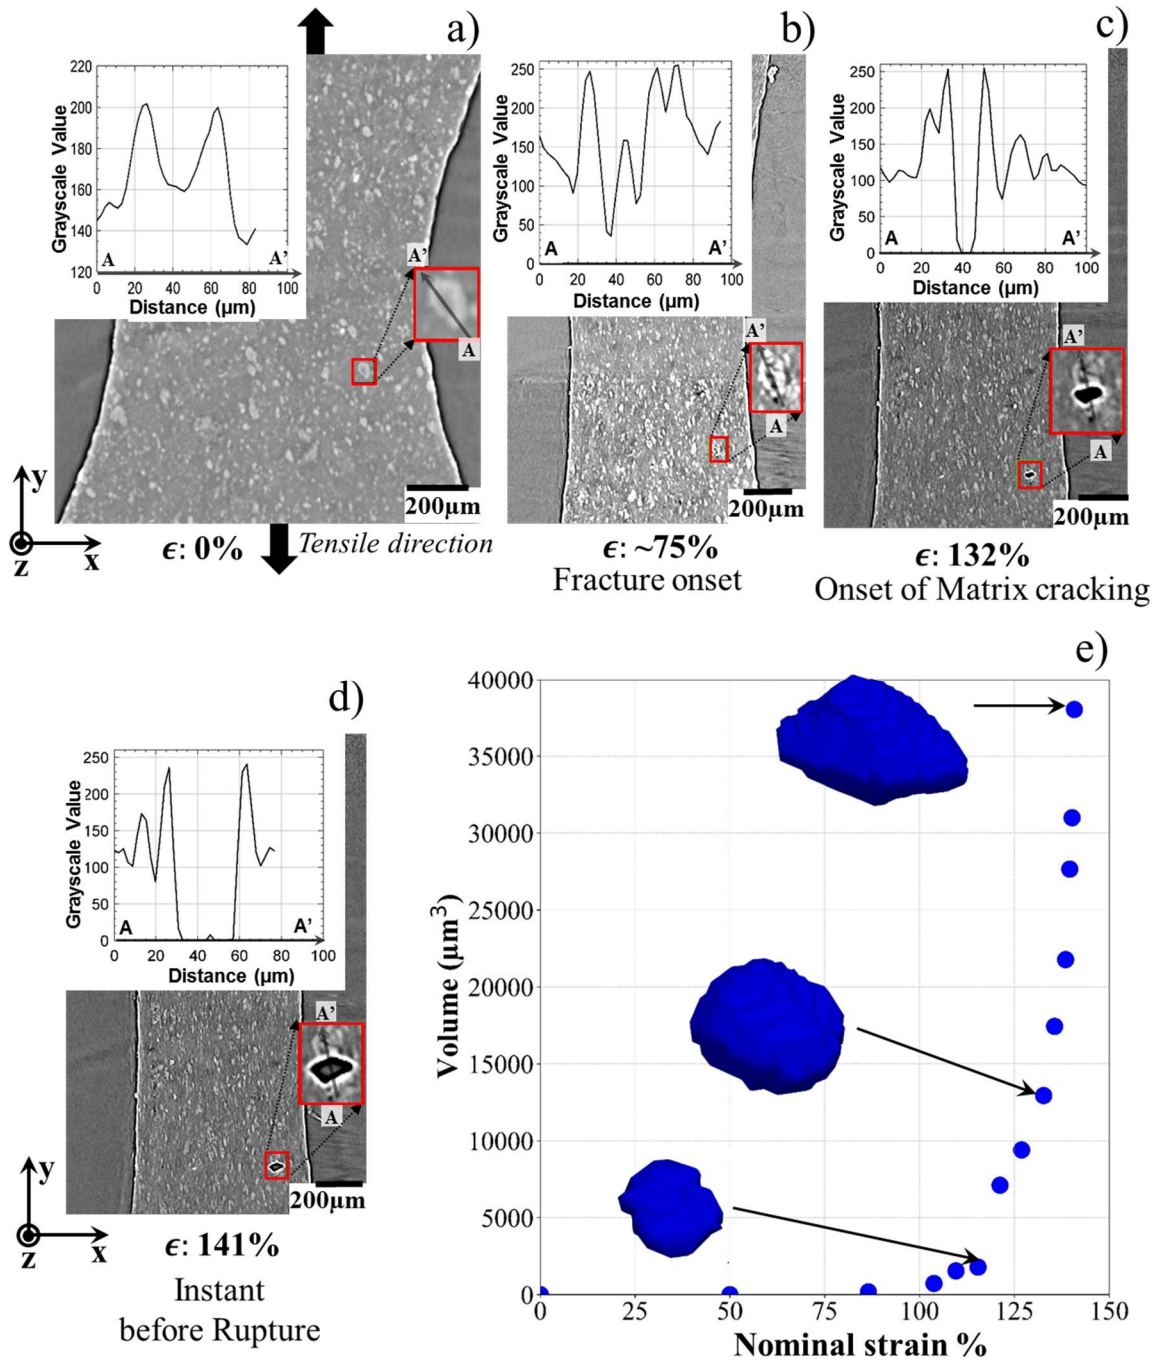 a)
220
200
180
160
140
120
Grayscale Value
A
A'
0 20 40 60 80 100
Distance (µm)
A'
A
200µm
y
x
z
ϵ: 0%
Tensile direction
b)
250
200
150
100
50
0
Grayscale Value
A
A'
0 20 40 60 80 100
Distance (µm)
A'
A
200µm
ϵ: ~75%
Fracture onset
c)
250
200
150
100
50
0
Grayscale Value
A
A'
0 20 40 60 80 100
Distance (µm)
A'
A
200µm
ϵ: 132%
Onset of Matrix cracking
d)
250
200
150
100
50
0
Grayscale Value
A
A'
0 20 40 60 80 100
Distance (µm)
A'
A
200µm
y
x
z
ϵ: 141%
Instant
before Rupture
e)
40000
35000
30000
25000
20000
15000
10000
5000
0
Volume (µm³)
0 25 50 75 100 125 150
Nominal strain %